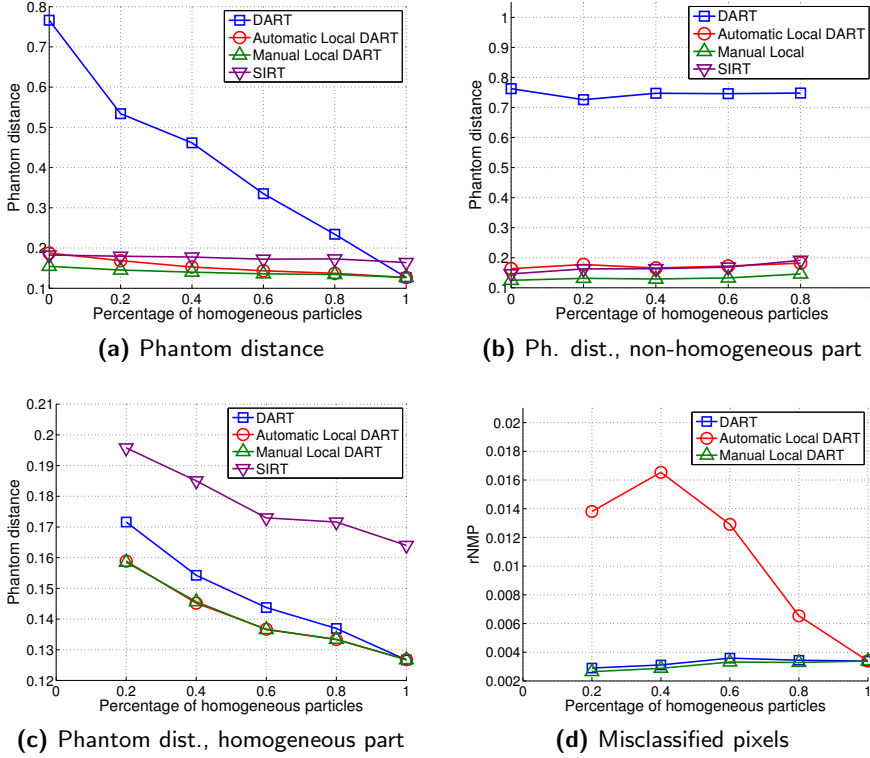 0.8
0.7
0.6
0.5
0.4
0.3
0.2
0.1
Phantom distance
0 0.2 0.4 0.6 0.8 1
Percentage of homogeneous particles
DART
Automatic Local DART
Manual Local DART
SIRT
(a) Phantom distance
1
0.9
0.8
0.7
0.6
0.5
0.4
0.3
0.2
0.1
Phantom distance
0 0.2 0.4 0.6 0.8
Percentage of homogeneous particles
DART
Automatic Local DART
Manual Local
SIRT
(b) Ph. dist., non-homogeneous part
0.21
0.2
0.19
0.18
0.17
0.16
0.15
0.14
0.13
0.12
Phantom distance
0 0.2 0.4 0.6 0.8 1
Percentage of homogeneous particles
DART
Automatic Local DART
Manual Local DART
SIRT
(c) Phantom dist., homogeneous part
0.02
0.018
0.016
0.014
0.012
0.01
0.008
0.006
0.004
0.002
rNMP
0 0.2 0.4 0.6 0.8 1
Percentage of homogeneous particles
DART
Automatic Local DART
Manual Local DART
(d) Misclassified pixels